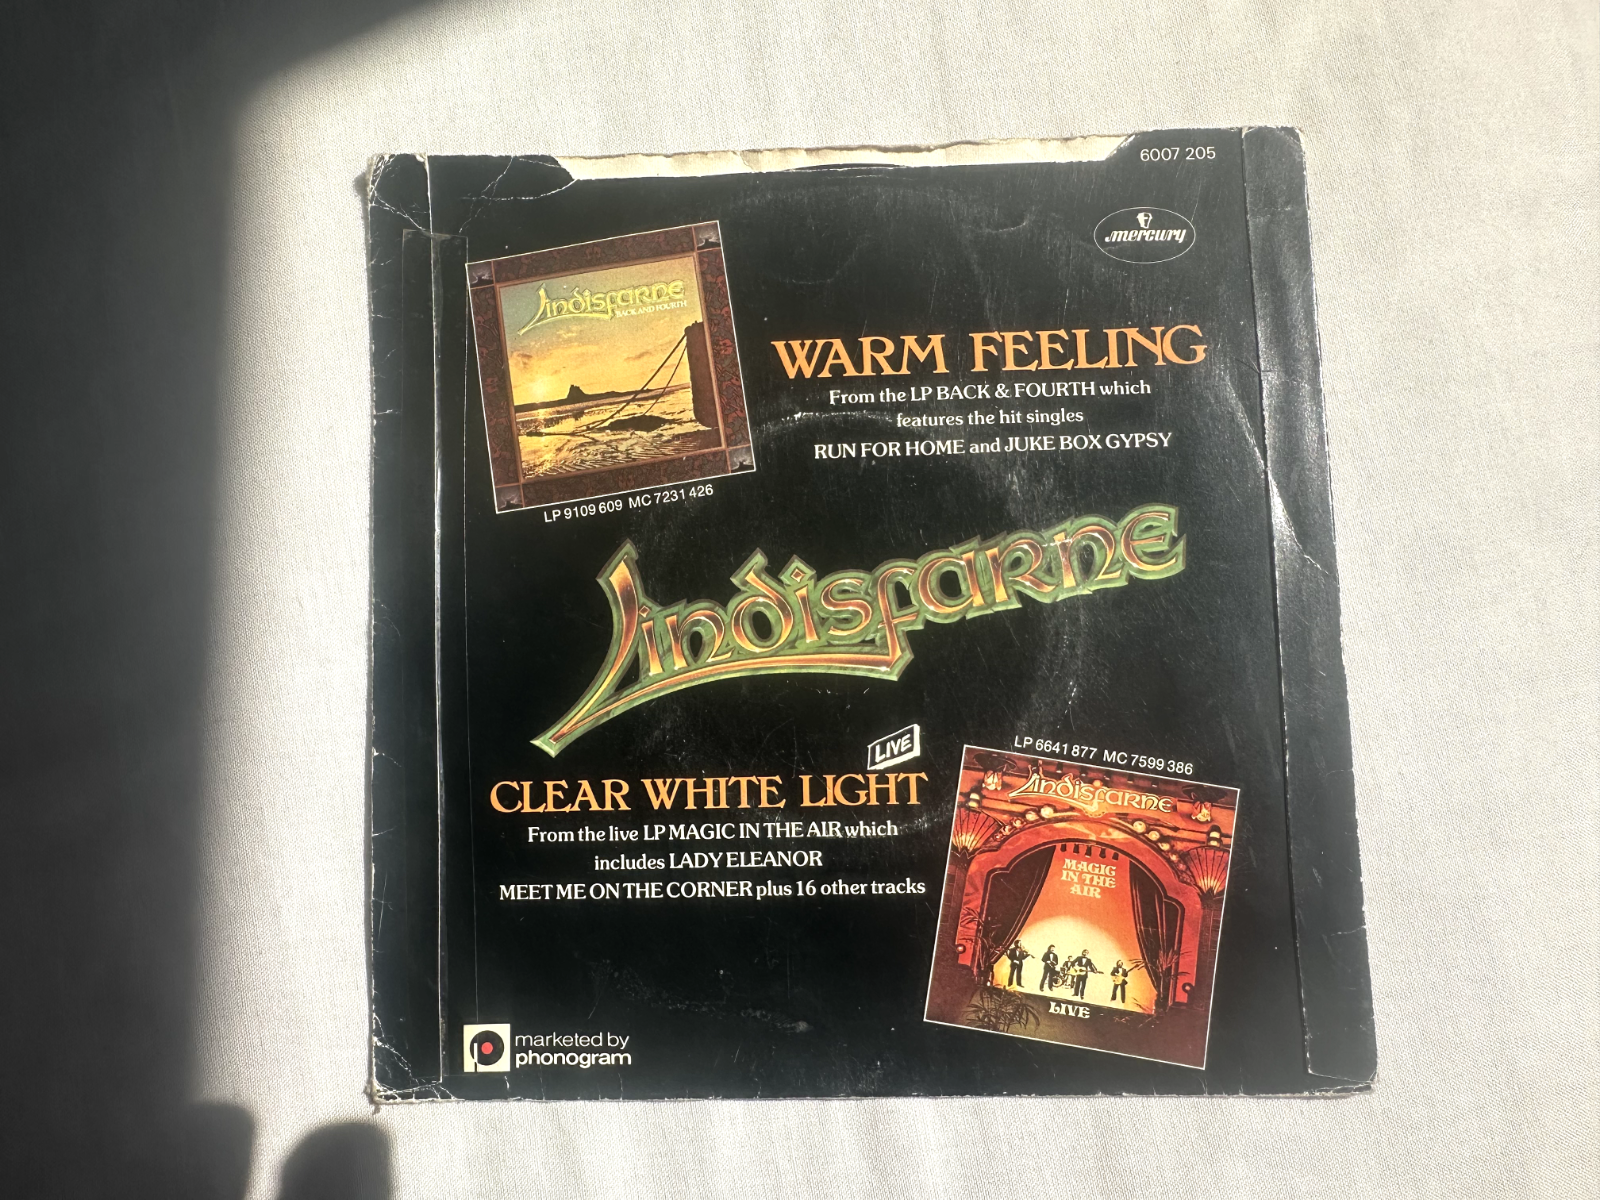 6007 205
mercury
Lindisfarne
BACK AND FOURTH
LP 9109 609 MC 7231 426
WARM FEELING
From the LP BACK & FOURTH which
features the hit singles
RUN FOR HOME and JUKE BOX GYPSY
Lindisfarne
LIVE
CLEAR WHITE LIGHT
From the live LP MAGIC IN THE AIR which
includes LADY ELEANOR
MEET ME ON THE CORNER plus 16 other tracks
LP 6641 877 MC 7599 386
Lindisfarne
MAGIC
IN THE
AIR
LIVE
marketed by
phonogram